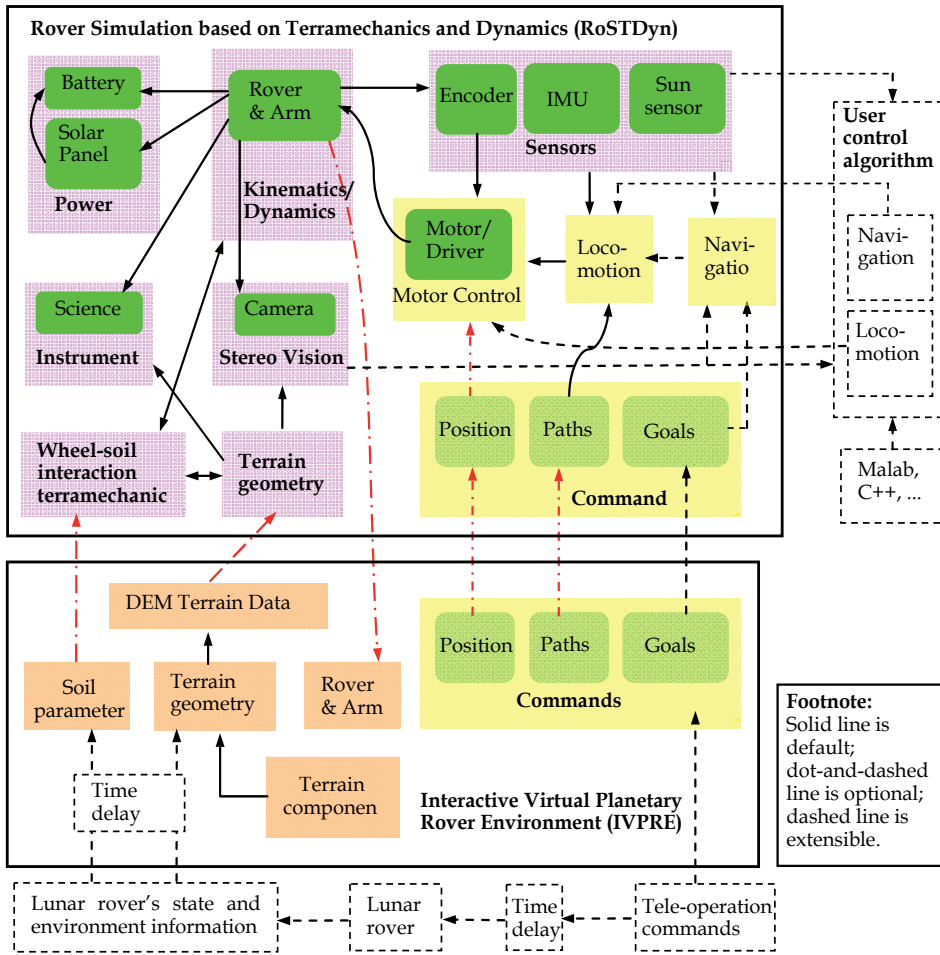 Rover Simulation based on Terramechanics and Dynamics (RoSTDyn)
Battery
Solar
Panel
Power
Rover
& Arm
Kinematics/
Dynamics
Encoder
IMU
Sun
sensor
Sensors
User
control
algorithm
Motor/
Driver
Motor Control
Loco-
motion
Navi-
gatio
Navi-
gation
Loco-
motion
Science
Instrument
Camera
Stereo Vision
Wheel-soil
interaction
terramechanic
Terrain
geometry
Position
Paths
Goals
Command
Malab,
C++, ...
DEM Terrain Data
Soil
parameter
Terrain
geometry
Rover
& Arm
Position
Paths
Goals
Commands
Time
delay
Terrain
componen
Interactive Virtual Planetary
Rover Environment (IVPRE)
Footnote:
Solid line is
default;
dot-and-dashed
line is optional;
dashed line is
extensible.
Lunar rover's state and
environment information
Lunar
rover
Time
delay
Tele-operation
commands